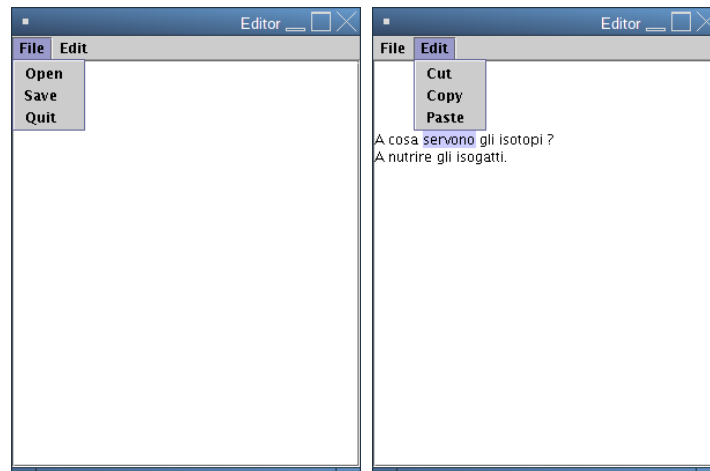 Editor
File Edit
Open
Save
Quit
Editor
File Edit
Cut
Copy
Paste
A cosa servono gli isotopi ?
A nutrire gli isogatti.